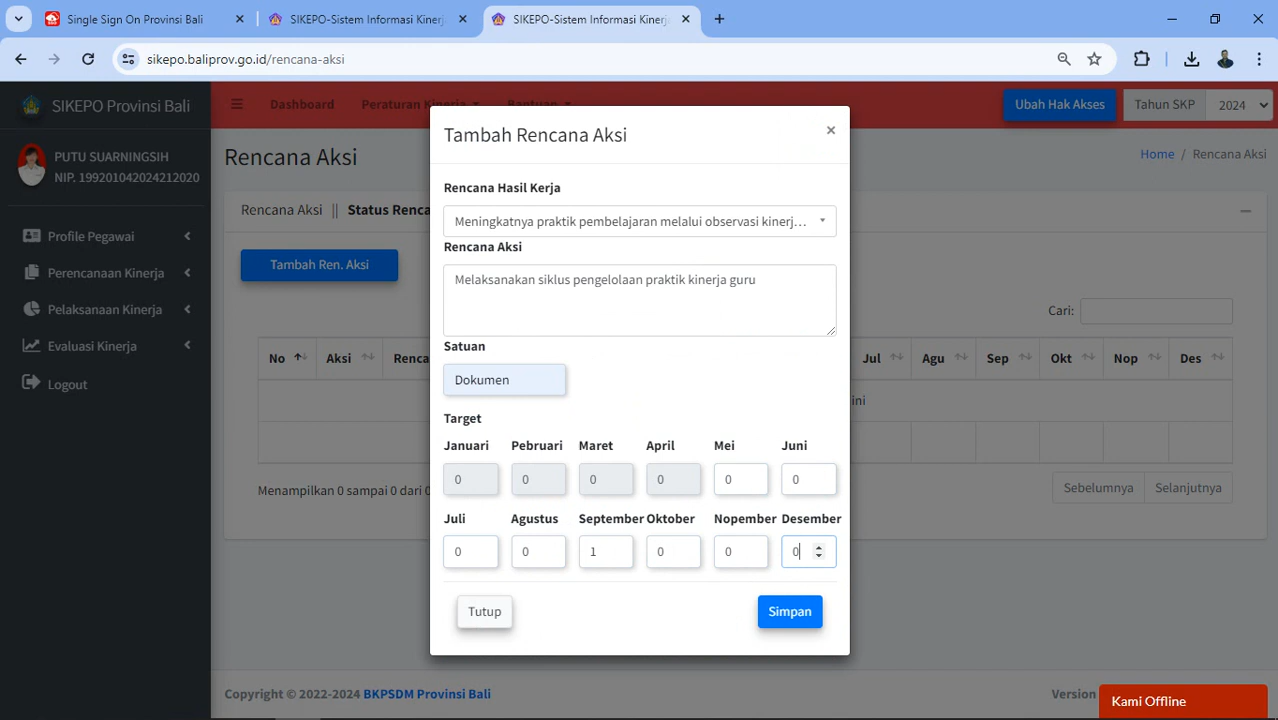 Single Sign On Provinsi Bali
SIKEPO-Sistem Informasi Kinerj
SIKEPO-Sistem Informasi Kinerj
sikepo.baliprov.go.id/rencana-aksi
SIKEPO Provinsi Bali
Dashboard
Peraturan Kinerja
Bantuan
Ubah Hak Akses
Tahun SKP
2024
PUTU SUARNINGSIH
NIP. 199201042024212020
Profile Pegawai
Perencanaan Kinerja
Pelaksanaan Kinerja
Evaluasi Kinerja
Logout
Rencana Aksi
Home / Rencana Aksi
Rencana Aksi || Status Renca
Tambah Ren. Aksi
Cari:
No Aksi Renca Jul Agu Sep Okt Nop Des
ini
Menampilkan 0 sampai 0 dari 0
Sebelumnya Selanjutnya
Tambah Rencana Aksi
×
Rencana Hasil Kerja
Meningkatnya praktik pembelajaran melalui observasi kinerj...
Rencana Aksi
Melaksanakan siklus pengelolaan praktik kinerja guru
Satuan
Dokumen
Target
Januari Pebruari Maret April Mei Juni
0 0 0 0 0 0
Juli Agustus September Oktober Nopember Desember
0 0 1 0 0 0
Tutup
Simpan
Copyright © 2022-2024 BKPSDM Provinsi Bali
Version
Kami Offline